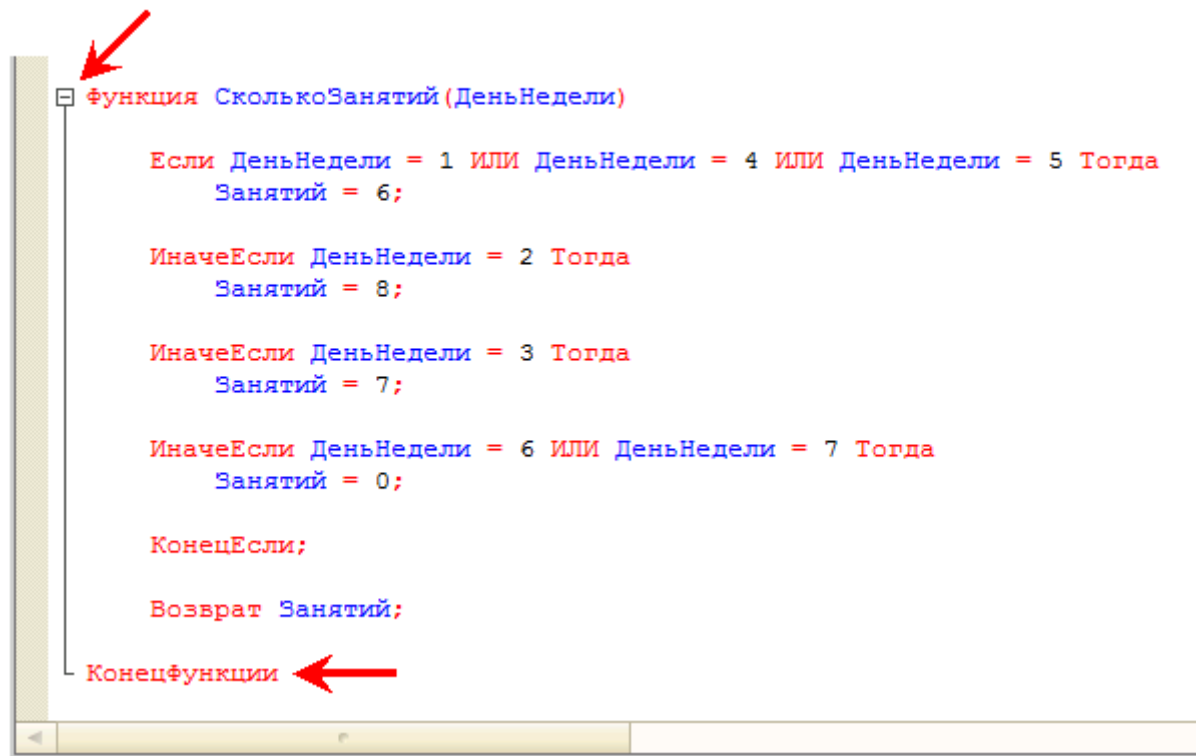 Функция СколькоЗанятий(ДеньНедели)
Если ДеньНедели = 1 ИЛИ ДеньНедели = 4 ИЛИ ДеньНедели = 5 Тогда
Занятий = 6;
ИначеЕсли ДеньНедели = 2 Тогда
Занятий = 8;
ИначеЕсли ДеньНедели = 3 Тогда
Занятий = 7;
ИначеЕсли ДеньНедели = 6 ИЛИ ДеньНедели = 7 Тогда
Занятий = 0;
КонецЕсли;
Возврат Занятий;
КонецФункции